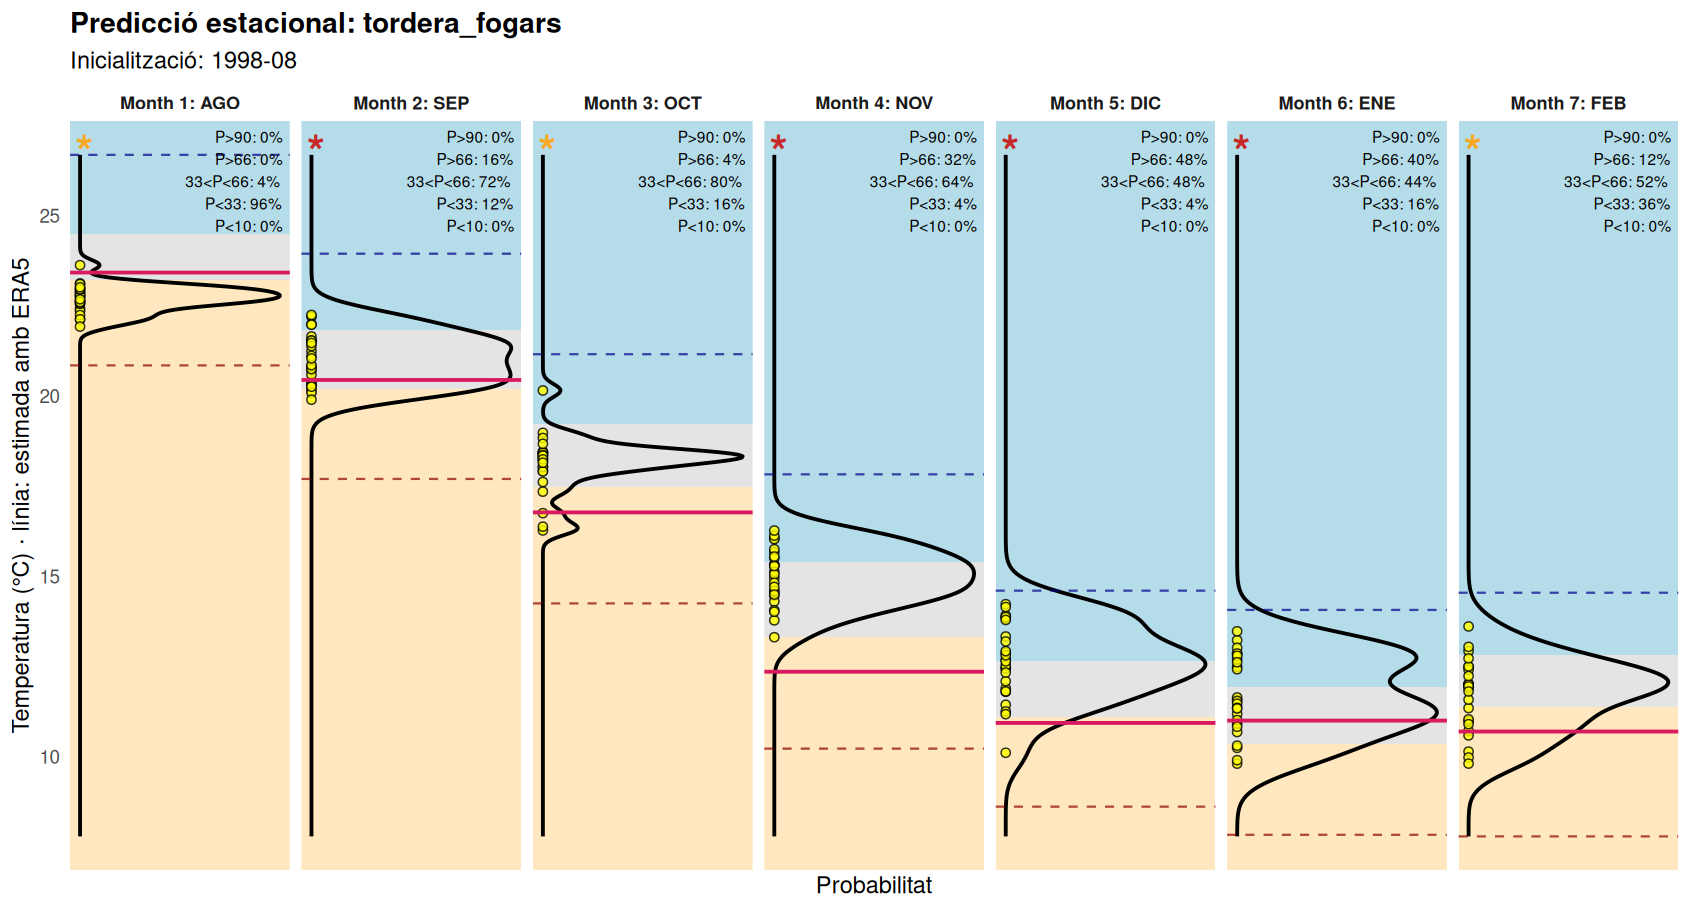 Predicció estacional: tordera_fogars
Inicialització: 1998-08
Month 1: AGO
Month 2: SEP
Month 3: OCT
Month 4: NOV
Month 5: DIC
Month 6: ENE
Month 7: FEB
*
P>90: 0%
P>66: 0%
33<P<66: 4%
P<33: 96%
P<10: 0%
*
P>90: 0%
P>66: 16%
33<P<66: 72%
P<33: 12%
P<10: 0%
*
P>90: 0%
P>66: 4%
33<P<66: 80%
P<33: 16%
P<10: 0%
*
P>90: 0%
P>66: 32%
33<P<66: 64%
P<33: 4%
P<10: 0%
*
P>90: 0%
P>66: 48%
33<P<66: 48%
P<33: 4%
P<10: 0%
*
P>90: 0%
P>66: 40%
33<P<66: 44%
P<33: 16%
P<10: 0%
*
P>90: 0%
P>66: 12%
33<P<66: 52%
P<33: 36%
P<10: 0%
25
20
15
10
Temperatura (°C) · línia: estimada amb ERA5
Probabilitat